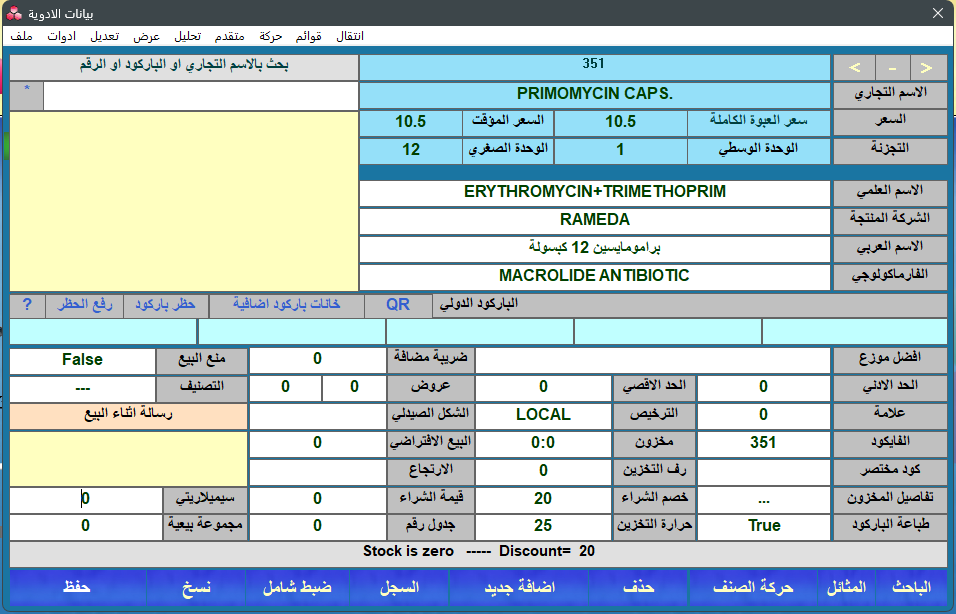 بيانات الادوية
ملف ادوات تعديل عرض تحليل متقدم حركة قوائم انتقال
بحث بالاسم التجاري او الباركود او الرقم
351
< - >
*
الاسم التجاري PRIMOMYCIN CAPS.
السعر سعر العبوة الكاملة 10.5 السعر المؤقت 10.5
التجزئة الوحدة الوسطي 1 الوحدة الصغري 12
الاسم العلمي ERYTHROMYCIN+TRIMETHOPRIM
الشركة المنتجة RAMEDA
الاسم العربي برامومايسين 12 كبسولة
الفارماكولوجي MACROLIDE ANTIBIOTIC
الباركود الدولي QR خانات باركود اضافية حظر باركود رفع الحظر ?
افضل موزع ضريبة مضافة 0 منع البيع False
الحد الادني 0 الحد الاقصي 0 عروض 0 0 التصنيف ---
علامة 0 الترخيص LOCAL الشكل الصيدلي رسالة اثناء البيع
الفايكود 351 مخزون 0:0 البيع الافتراضي 0
كود مختصر رف التخزين 0 الارتجاع
تفاصيل المخزون ... خصم الشراء 20 قيمة الشراء 0 سيميلاريتي 0
طباعة الباركود True حرارة التخزين 25 جدول رقم 0 مجموعة بيعية 0
Stock is zero ----- Discount= 20
الباحث المثائل حركة الصنف حذف اضافة جديد السجل ضبط شامل نسخ حفظ